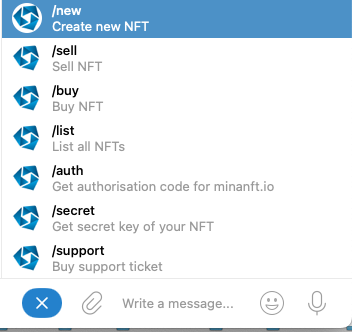 /new
Create new NFT
/sell
Sell NFT
/buy
Buy NFT
/list
List all NFTs
/auth
Get authorisation code for minanft.io
/secret
Get secret key of your NFT
/support
Buy support ticket
Write a message...